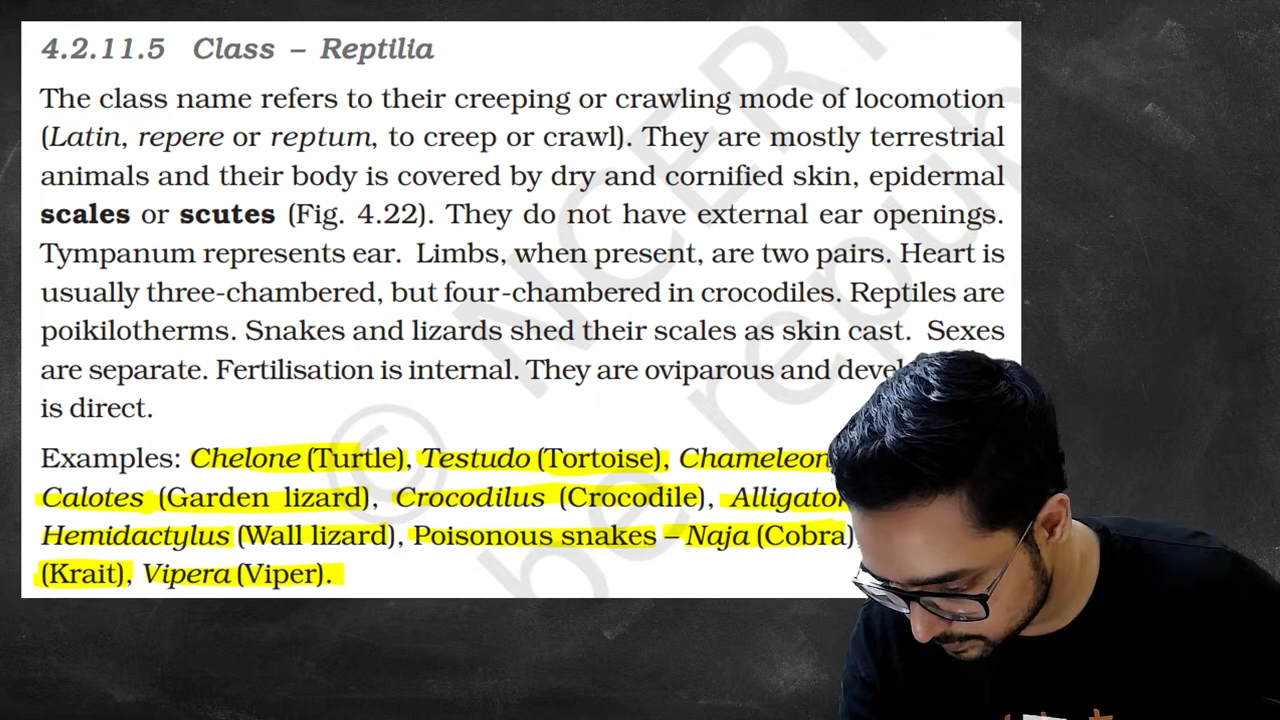 4.2.11.5 Class – Reptilia
The class name refers to their creeping or crawling mode of locomotion
(Latin, repere or reptum, to creep or crawl). They are mostly terrestrial
animals and their body is covered by dry and cornified skin, epidermal
scales or scutes (Fig. 4.22). They do not have external ear openings.
Tympanum represents ear. Limbs, when present, are two pairs. Heart is
usually three-chambered, but four-chambered in crocodiles. Reptiles are
poikilotherms. Snakes and lizards shed their scales as skin cast. Sexes
are separate. Fertilisation is internal. They are oviparous and
is direct.
Examples: Chelone (Turtle), Testudo (Tortoise), Chameleon
Calotes (Garden lizard), Crocodilus (Crocodile), Alligator
Hemidactylus (Wall lizard), Poisonous snakes – Naja (Cobra)
(Krait), Vipera (Viper).
© NCERT